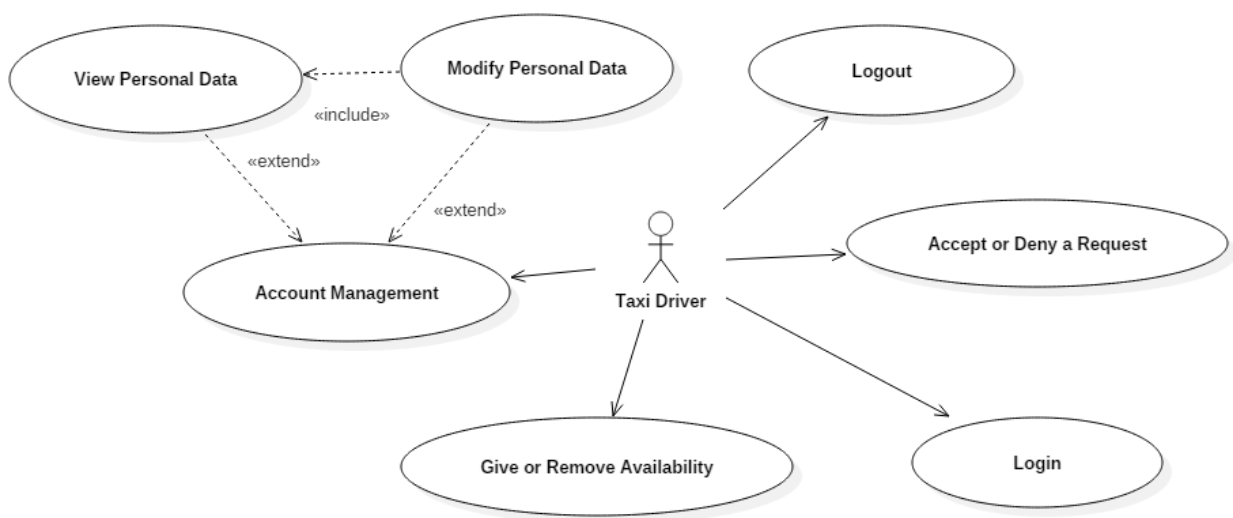 View Personal Data
Modify Personal Data
Logout
«include»
«extend»
«extend»
Accept or Deny a Request
Account Management
Taxi Driver
Give or Remove Availability
Login